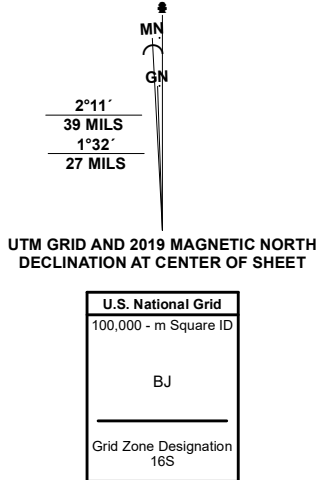 MN
GN
2°11´
39 MILS
1°32´
27 MILS
UTM GRID AND 2019 MAGNETIC NORTH
DECLINATION AT CENTER OF SHEET
U.S. National Grid
100,000 - m Square ID
BJ
Grid Zone Designation
16S